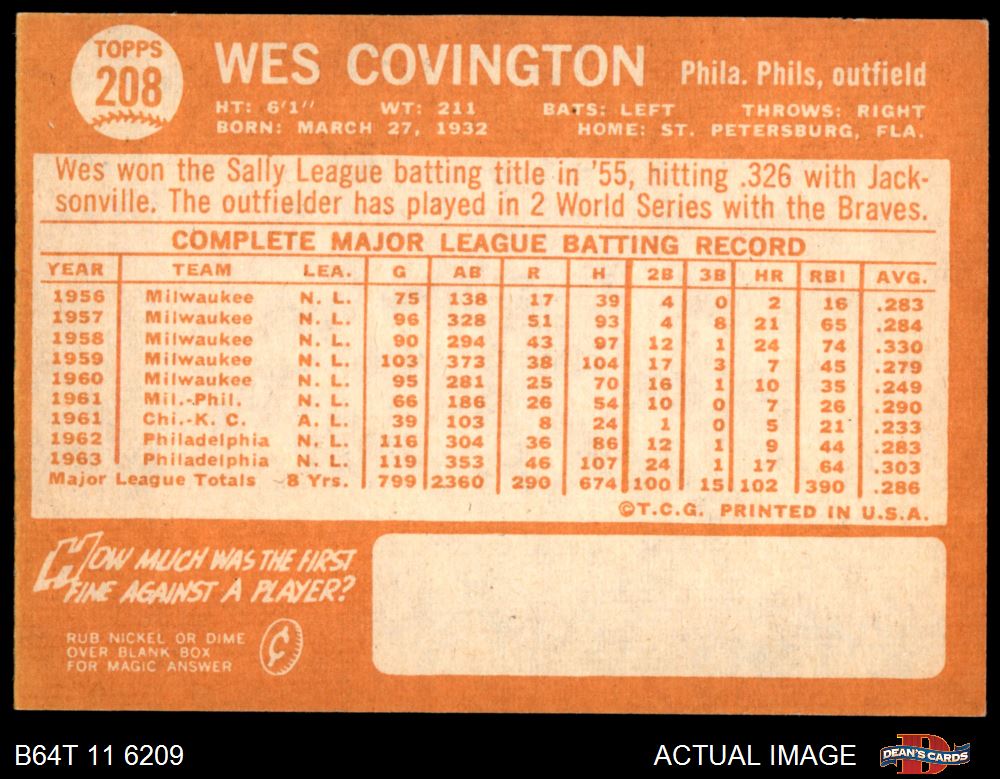 TOPPS
208
WES COVINGTON Phila. Phils, outfield
HT: 6'1" WT: 211 BATS: LEFT THROWS: RIGHT
BORN: MARCH 27, 1932 HOME: ST. PETERSBURG, FLA.
Wes won the Sally League batting title in '55, hitting .326 with Jack-
sonville. The outfielder has played in 2 World Series with the Braves.
COMPLETE MAJOR LEAGUE BATTING RECORD
YEAR TEAM LEA. G AB R H 2B 3B HR RBI AVG.
1956 Milwaukee N. L. 75 138 17 39 4 0 2 16 .283
1957 Milwaukee N. L. 96 328 51 93 4 8 21 65 .284
1958 Milwaukee N. L. 90 294 43 97 12 1 24 74 .330
1959 Milwaukee N. L. 103 373 38 104 17 3 7 45 .279
1960 Milwaukee N. L. 95 281 25 70 16 1 10 35 .249
1961 Mil.-Phil. N. L. 66 186 26 54 10 0 7 26 .290
1961 Chi.-K. C. A. L. 39 103 8 24 1 0 5 21 .233
1962 Philadelphia N. L. 116 304 36 86 12 1 9 44 .283
1963 Philadelphia N. L. 119 353 46 107 24 1 17 64 .303
Major League Totals 8 Yrs. 799 2360 290 674 100 15 102 390 .286
©T.C.G. PRINTED IN U.S.A.
HOW MUCH WAS THE FIRST
FINE AGAINST A PLAYER?
RUB NICKEL OR DIME
OVER BLANK BOX
FOR MAGIC ANSWER
¢
B64T 11 6209 ACTUAL IMAGE DEAN'S CARDS